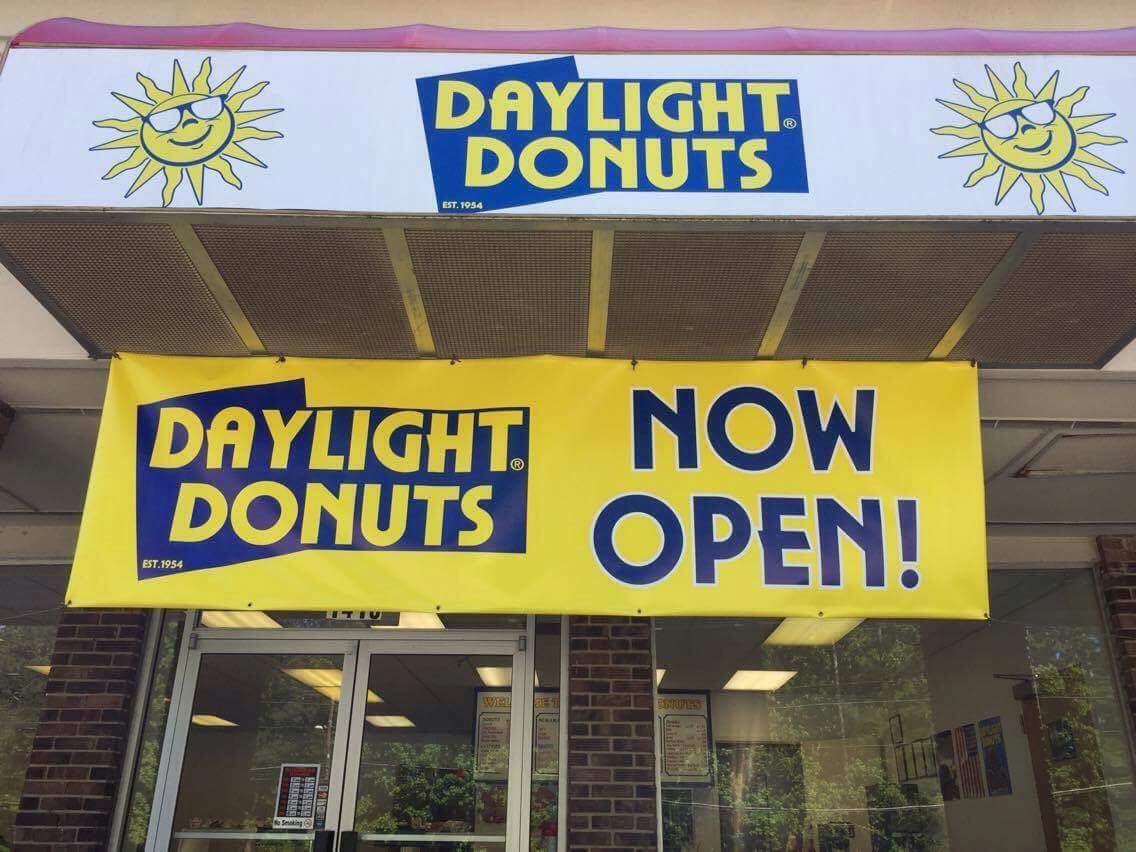 DAYLIGHT®
DONUTS
EST. 1954
DAYLIGHT®
DONUTS
EST.1954
NOW
OPEN!
No Smoking